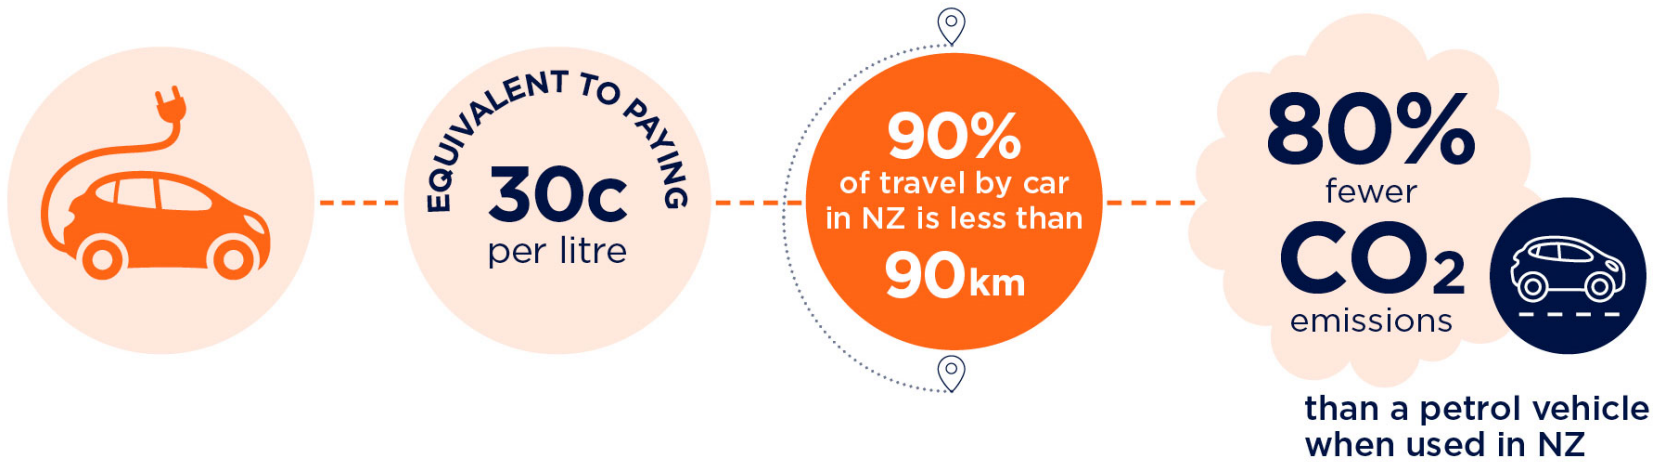 EQUIVALENT TO PAYING
30c
per litre
90%
of travel by car
in NZ is less than
90km
80%
fewer
CO₂
emissions
than a petrol vehicle
when used in NZ